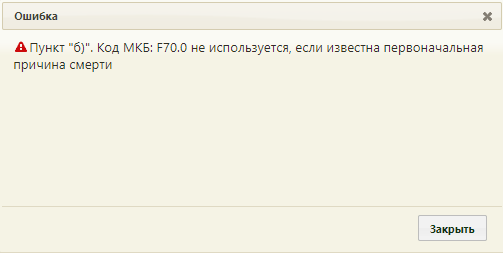 Ошибка
Пункт "б)". Код МКБ: F70.0 не используется, если известна первоначальная
причина смерти
Закрыть